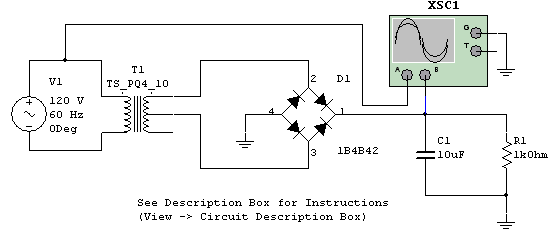 XSC1
G
T
A
B
T1
TS_PQ4_10
V1
120 V
60 Hz
0Deg
2
D1
4
1
3
1B4B42
C1
10uF
R1
1kOhm
See Description Box for Instructions
(View -> Circuit Description Box)